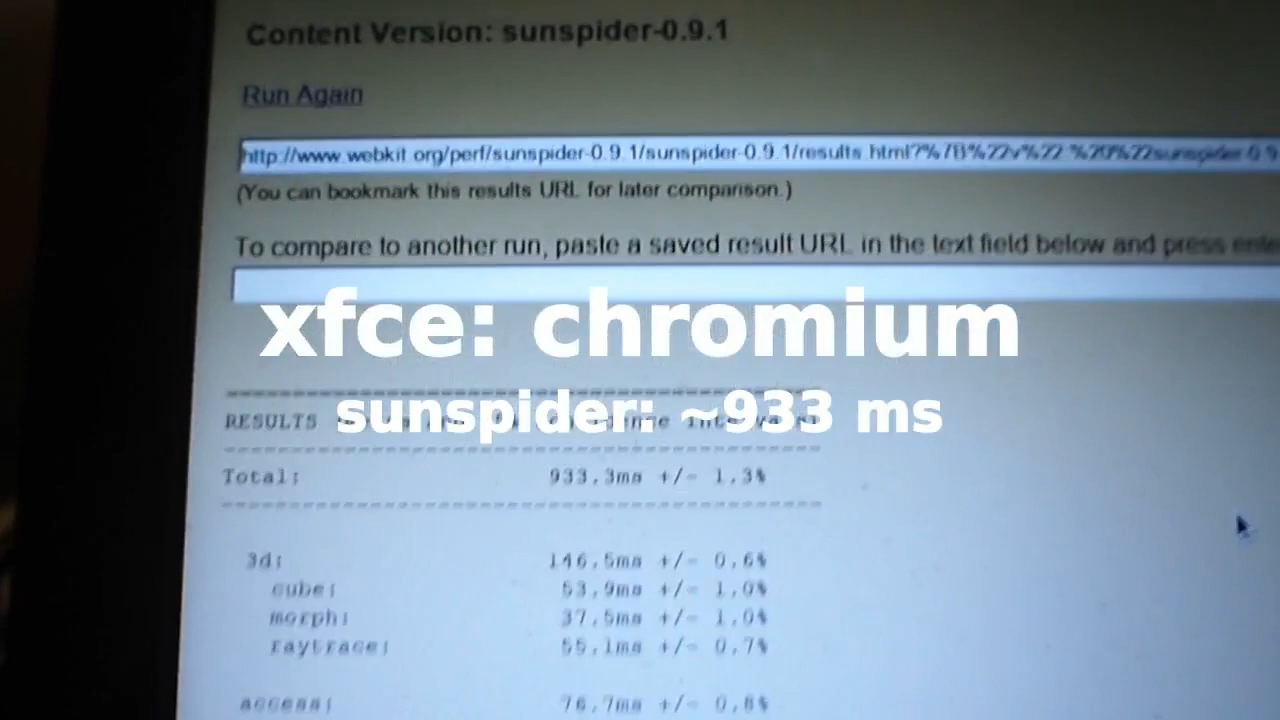 Content Version: sunspider-0.9.1
Run Again
http://www.webkit.org/perf/sunspider-0.9.1/sunspider-0.9.1/results.html?%7B%22v%22:%20%22sunspider-0.9
(You can bookmark this results URL for later comparison.)
To compare to another run, paste a saved result URL in the text field below and press ente
xfce: chromium
sunspider: ~933 ms
RESULTS
Total: 933.3ms +/- 1.3%
3d: 146.5ms +/- 0.6%
cube: 53.9ms +/- 1.0%
morph: 37.5ms +/- 1.0%
raytrace: 55.1ms +/- 0.7%
access: 76.7ms +/- 0.8%